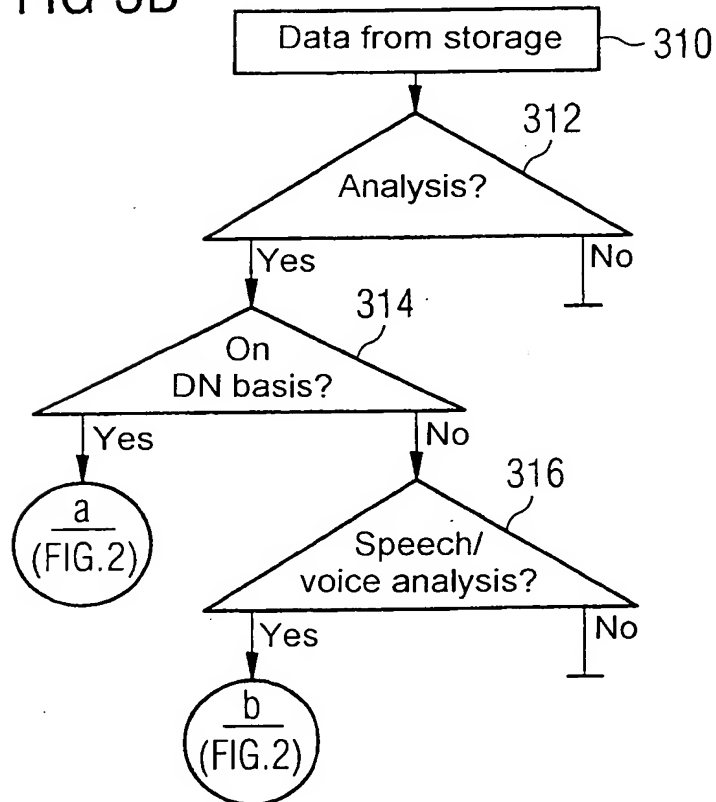 FIG 3B
Data from storage
310
312
Analysis?
Yes
No
314
On
DN basis?
Yes
No
316
a
(FIG.2)
Speech/
voice analysis?
Yes
No
b
(FIG.2)